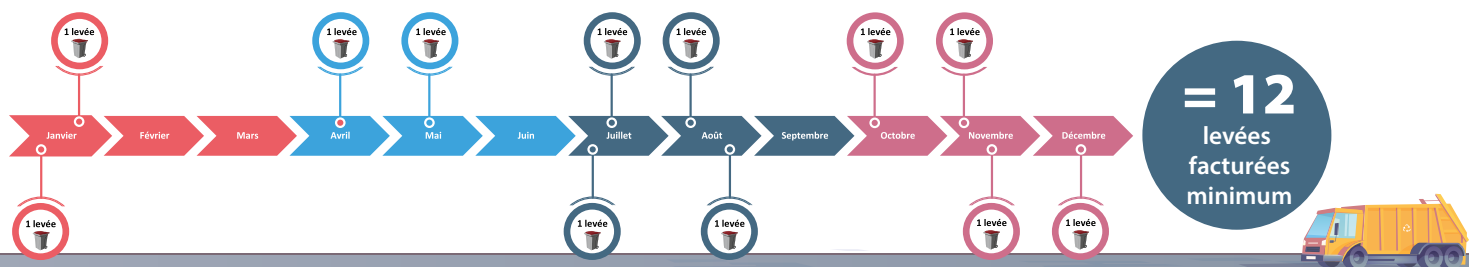 1 levée
1 levée
1 levée
1 levée
1 levée
1 levée
1 levée
Janvier
Février
Mars
Avril
Mai
Juin
Juillet
Août
Septembre
Octobre
Novembre
Décembre
1 levée
1 levée
1 levée
1 levée
1 levée
= 12
levées
facturées
minimum